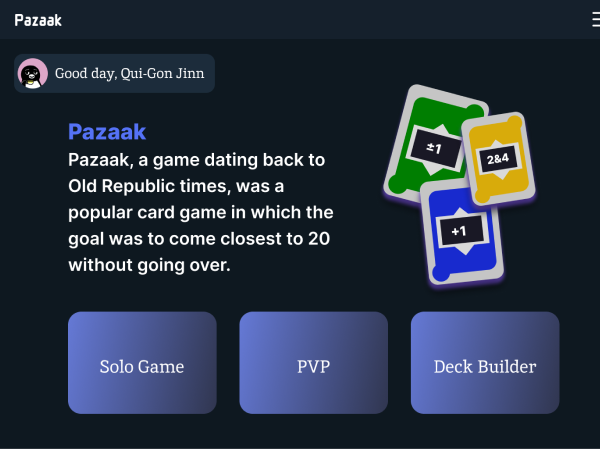 Pazaak
Good day, Qui-Gon Jinn
Pazaak
Pazaak, a game dating back to
Old Republic times, was a
popular card game in which the
goal was to come closest to 20
without going over.
±1
2&4
+1
Solo Game
PVP
Deck Builder